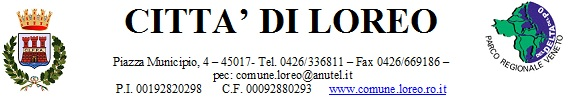 CITTA’ DI LOREO
Piazza Municipio, 4 – 45017- Tel. 0426/336811 – Fax 0426/669186 –
pec: comune.loreo@anutel.it
P.I. 00192820298 C.F. 00092880293 www.comune.loreo.ro.it
PARCO REGIONALE VENETO